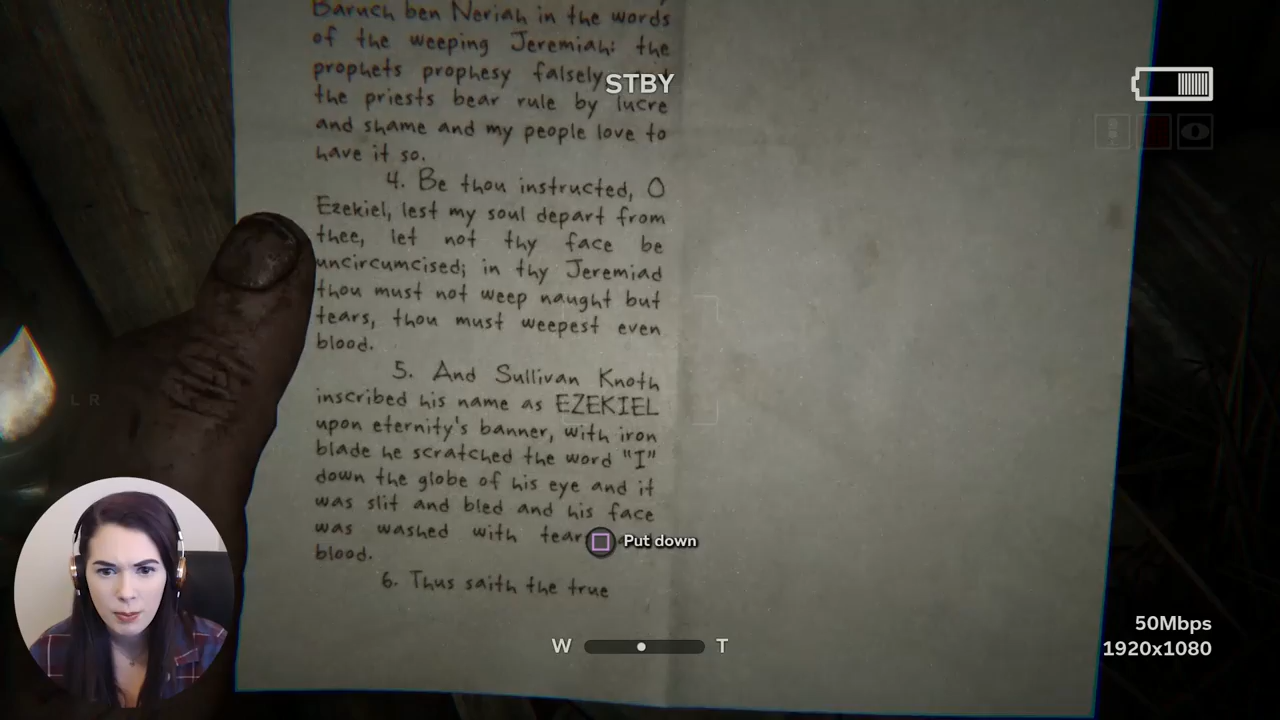 Baruch ben Neriah in the words
of the weeping Jeremiah: the
prophets prophesy falsely
STBY
the priests bear rule by lucre
and shame and my people love to
have it so.
4. Be thou instructed, O
Ezekiel, lest my soul depart from
thee, let not thy face be
uncircumcised; in thy Jeremiad
thou must not weep naught but
tears, thou must weepest even
blood.
L R
5. And Sullivan Knoth
inscribed his name as EZEKIEL
upon eternity's banner, with iron
blade he scratched the word "I"
down the globe of his eye and it
was slit and bled and his face
was washed with
Put down
blood.
6. Thus saith the true
W T
50Mbps
1920x1080